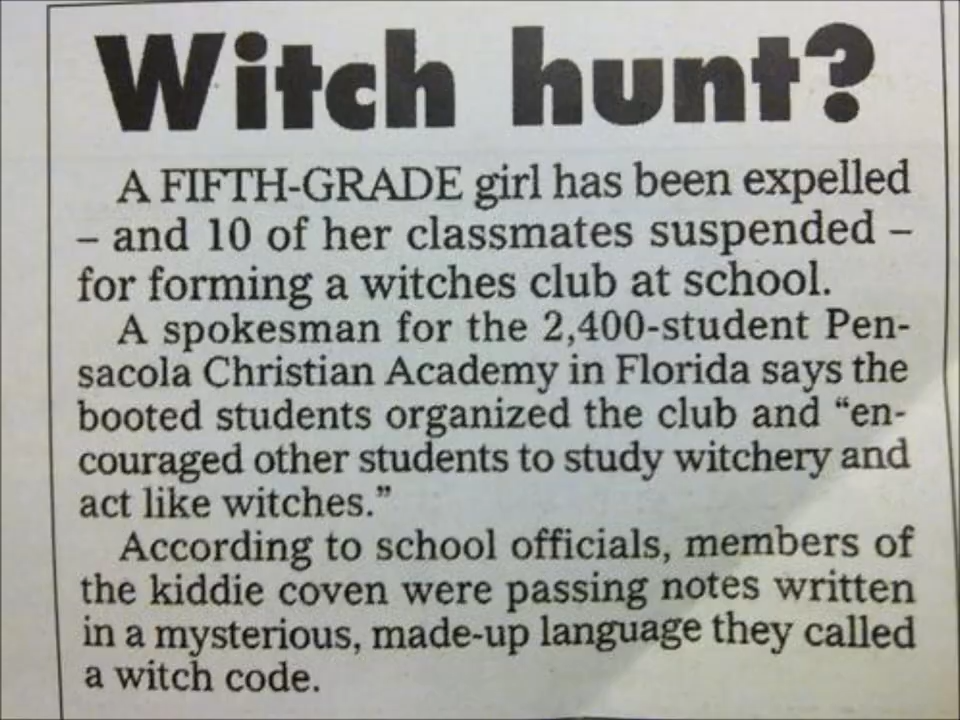 Witch hunt?
A FIFTH-GRADE girl has been expelled
– and 10 of her classmates suspended –
for forming a witches club at school.
A spokesman for the 2,400-student Pen-
sacola Christian Academy in Florida says the
booted students organized the club and “en-
couraged other students to study witchery and
act like witches.”
According to school officials, members of
the kiddie coven were passing notes written
in a mysterious, made-up language they called
a witch code.